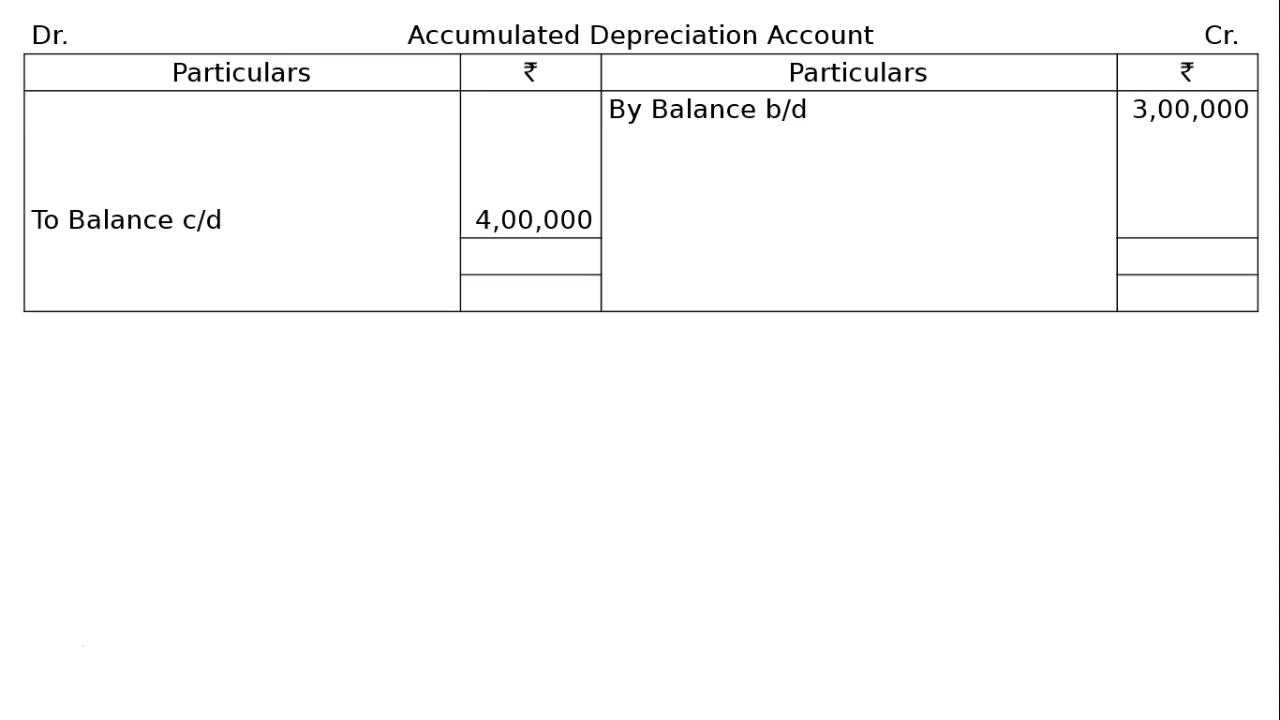 Dr. Accumulated Depreciation Account Cr.
Particulars ₹ Particulars ₹
By Balance b/d 3,00,000
To Balance c/d 4,00,000